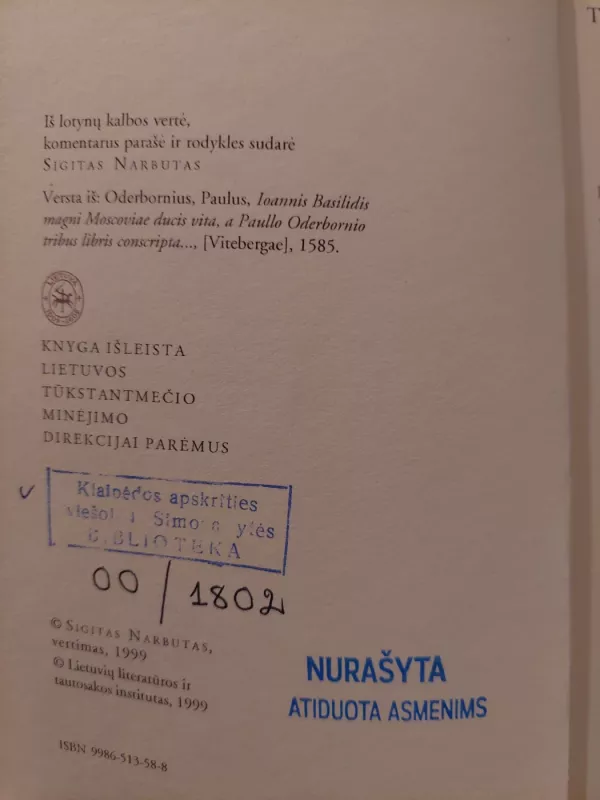 Iš lotynų kalbos vertė,
komentarus parašė ir rodykles sudarė
SIGITAS NARBUTAS
Versta iš: Oderbornius, Paulus, Ioannis Basilidis
magni Moscoviae ducis vita, a Paullo Oderbornio
tribus libris conscripta..., [Vitebergae], 1585.
LIETUVA
KNYGA IŠLEISTA
LIETUVOS
TŪKSTANTMEČIO
MINĖJIMO
DIREKCIJAI PARĖMUS
Klaipėdos apskrities
BIBLIOTEKA
00/1802
© SIGITAS NARBUTAS,
vertimas, 1999
© Lietuvių literatūros ir
tautosakos institutas, 1999
NURAŠYTA
ATIDUOTA ASMENIMS
ISBN 9986-513-58-8
T